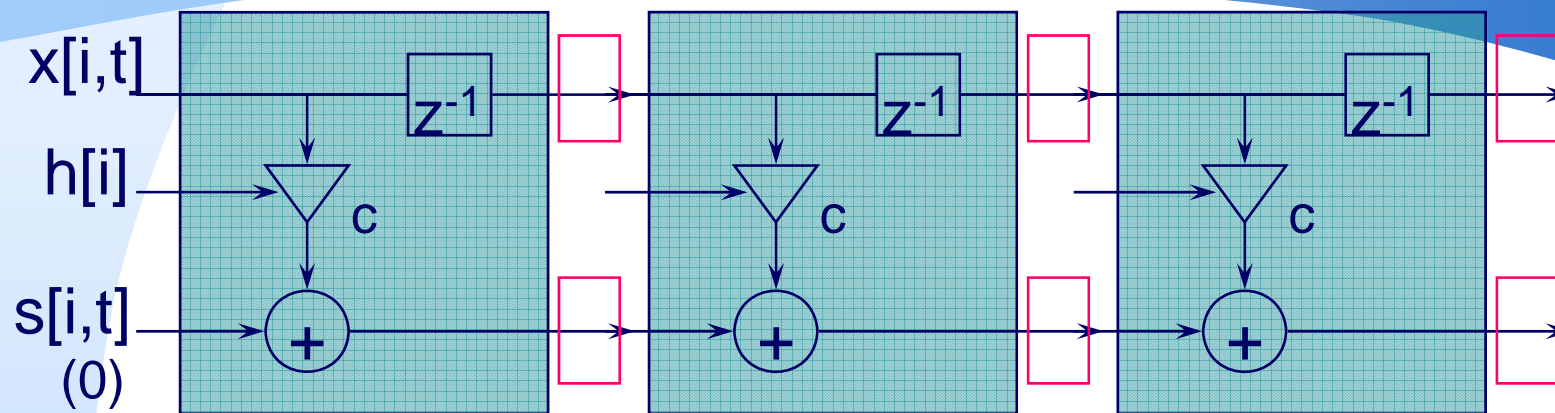 x[i,t]
z⁻¹
z⁻¹
z⁻¹
h[i]
c
c
c
s[i,t]
+
+
+
(0)